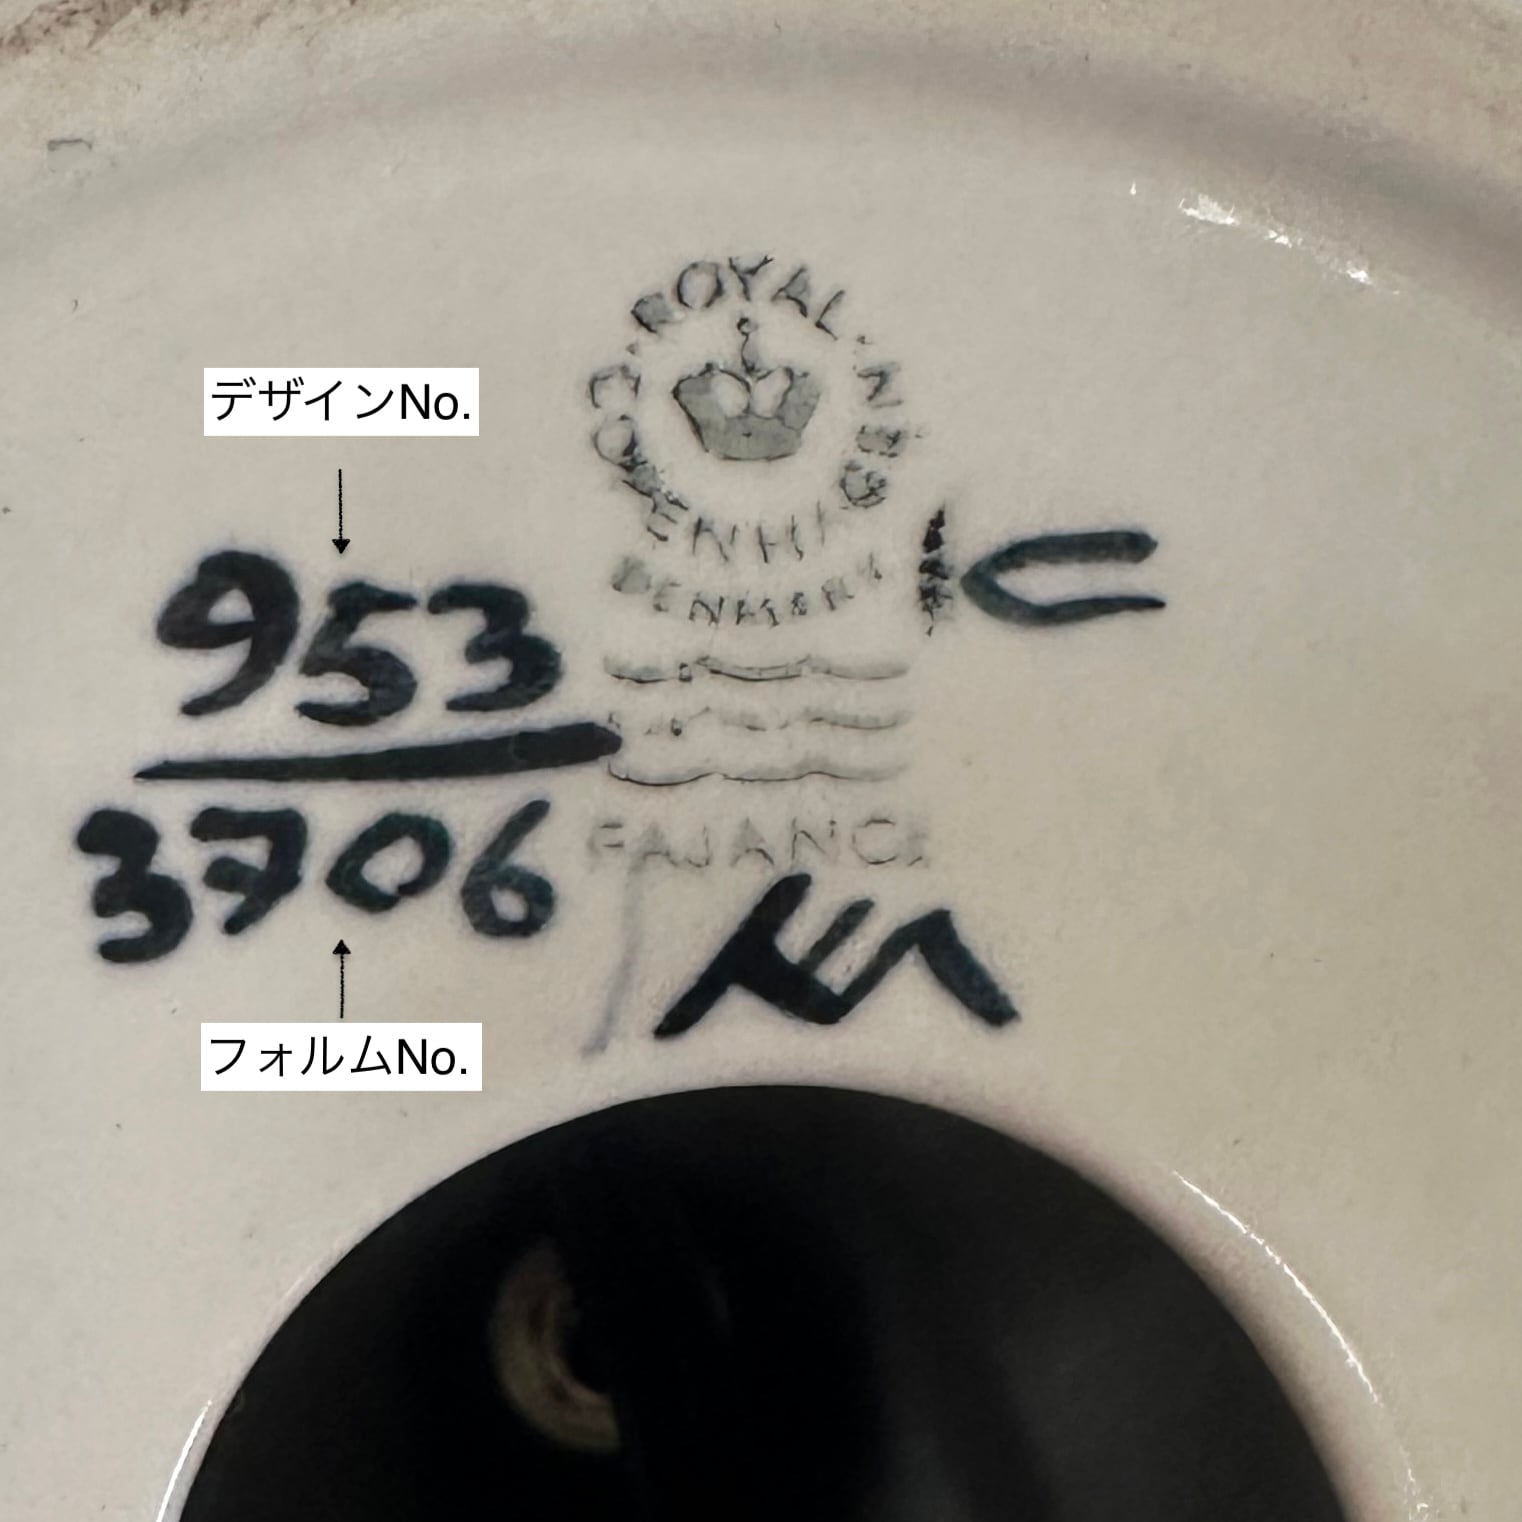 デザインNo.
ROYAL
COPENHAGEN
DENMARK
953
3706
FAJANCE
フォルムNo.